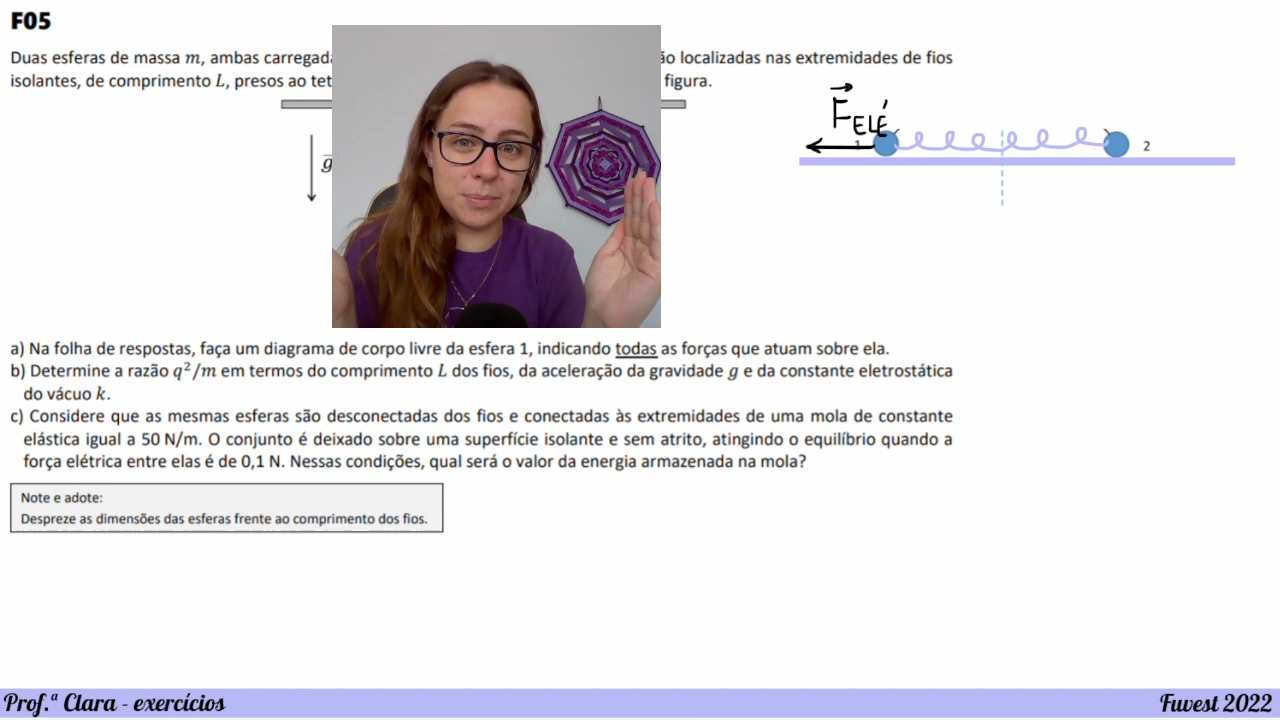 F05
Duas esferas de massa m, ambas carregad
ão localizadas nas extremidades de fios
isolantes, de comprimento L, presos ao tet
figura.
g
F ELÉ
1
2
a) Na folha de respostas, faça um diagrama de corpo livre da esfera 1, indicando todas as forças que atuam sobre ela.
b) Determine a razão q²/m em termos do comprimento L dos fios, da aceleração da gravidade g e da constante eletrostática
do vácuo k.
c) Considere que as mesmas esferas são desconectadas dos fios e conectadas às extremidades de uma mola de constante
elástica igual a 50 N/m. O conjunto é deixado sobre uma superfície isolante e sem atrito, atingindo o equilíbrio quando a
força elétrica entre elas é de 0,1 N. Nessas condições, qual será o valor da energia armazenada na mola?
Note e adote:
Despreze as dimensões das esferas frente ao comprimento dos fios.
Prof.ª Clara - exercícios
Fuvest 2022